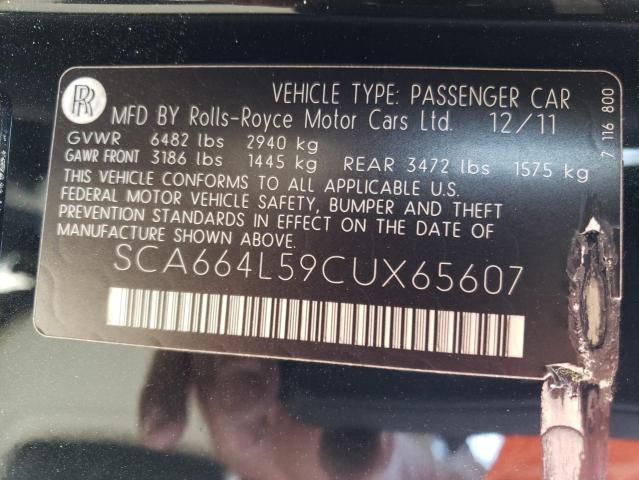 RR
VEHICLE TYPE: PASSENGER CAR
MFD BY Rolls-Royce Motor Cars Ltd. 12/11
GVWR 6482 lbs 2940 kg
GAWR FRONT 3186 lbs 1445 kg REAR 3472 lbs 1575 kg
THIS VEHICLE CONFORMS TO ALL APPLICABLE U.S.
FEDERAL MOTOR VEHICLE SAFETY, BUMPER AND THEFT
PREVENTION STANDARDS IN EFFECT ON THE DATE OF
MANUFACTURE SHOWN ABOVE.
SCA664L59CUX65607
7 116 800